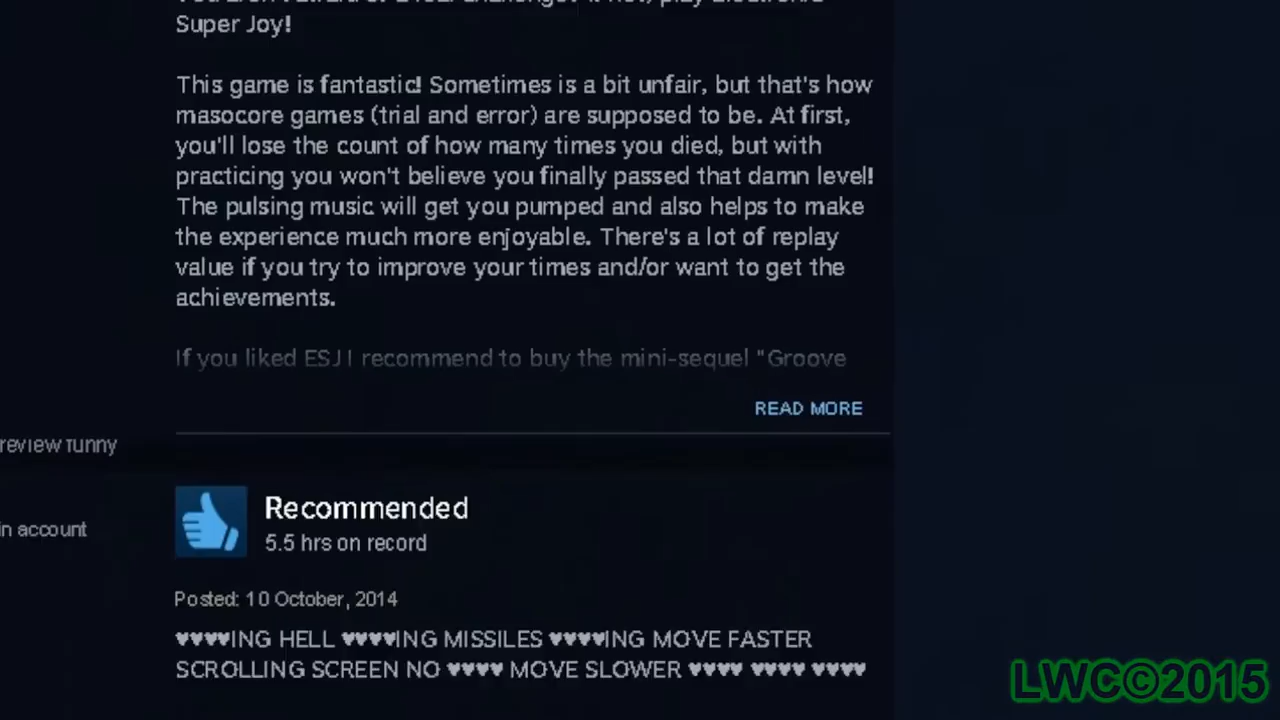 Super Joy!
This game is fantastic! Sometimes is a bit unfair, but that's how
masocore games (trial and error) are supposed to be. At first,
you'll lose the count of how many times you died, but with
practicing you won't believe you finally passed that damn level!
The pulsing music will get you pumped and also helps to make
the experience much more enjoyable. There's a lot of replay
value if you try to improve your times and/or want to get the
achievements.
If you liked ESJ I recommend to buy the mini-sequel "Groove
READ MORE
review funny
Recommended
5.5 hrs on record
in account
Posted: 10 October, 2014
♥♥♥♥ING HELL ♥♥♥♥ING MISSILES ♥♥♥♥ING MOVE FASTER
SCROLLING SCREEN NO ♥♥♥♥ MOVE SLOWER ♥♥♥♥ ♥♥♥♥ ♥♥♥♥
LWC©2015